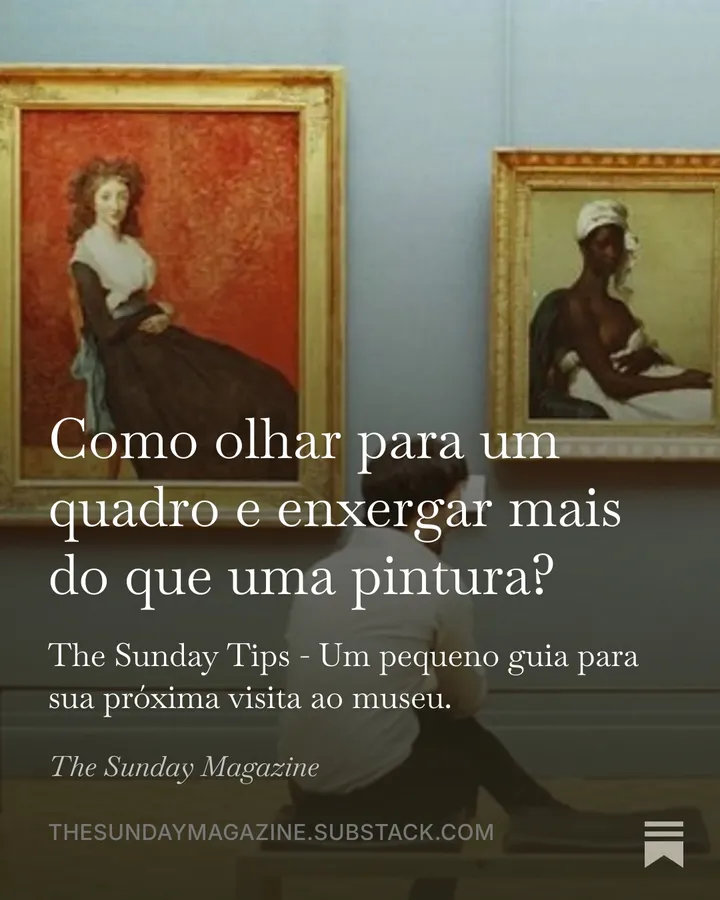 Como olhar para um
quadro e enxergar mais
do que uma pintura?
The Sunday Tips - Um pequeno guia para
sua próxima visita ao museu.
The Sunday Magazine
THESUNDAYMAGAZINE.SUBSTACK.COM